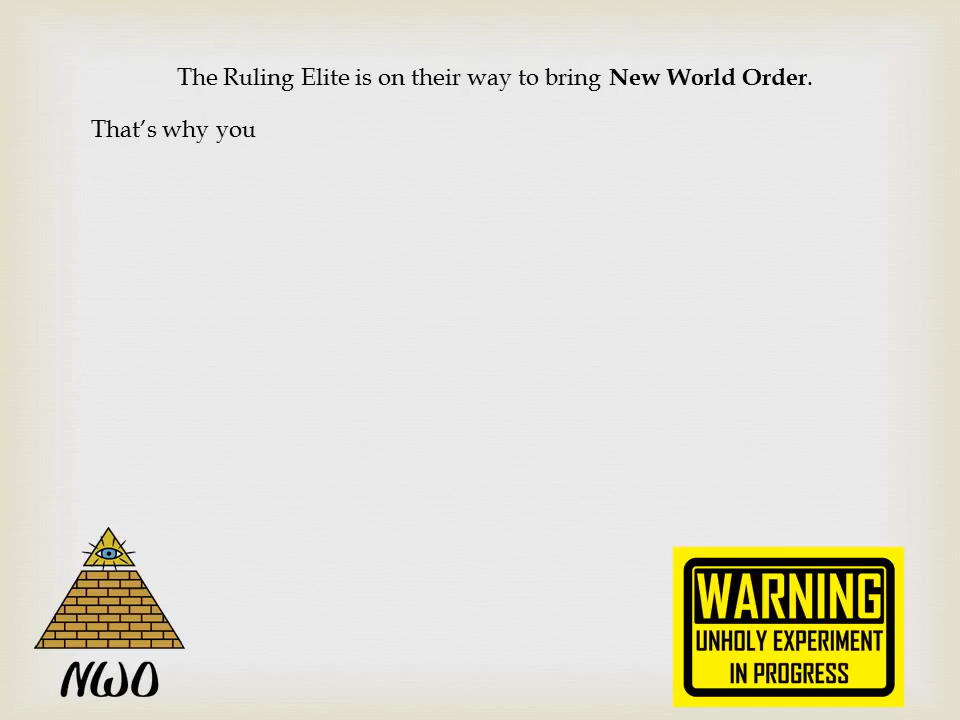 The Ruling Elite is on their way to bring New World Order.
That’s why you
NWO
WARNING
UNHOLY EXPERIMENT
IN PROGRESS